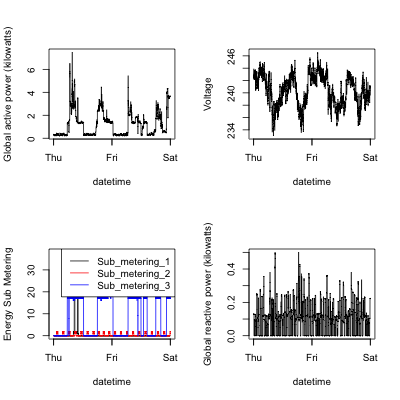 Global active power (kilowatts)
0 2 4 6
Thu Fri Sat
datetime
Voltage
234 240 246
Thu Fri Sat
datetime
Energy Sub Metering
0 10 20 30
Sub_metering_1
Sub_metering_2
Sub_metering_3
Thu Fri Sat
datetime
Global reactive power (kilowatts)
0.0 0.2 0.4
Thu Fri Sat
datetime